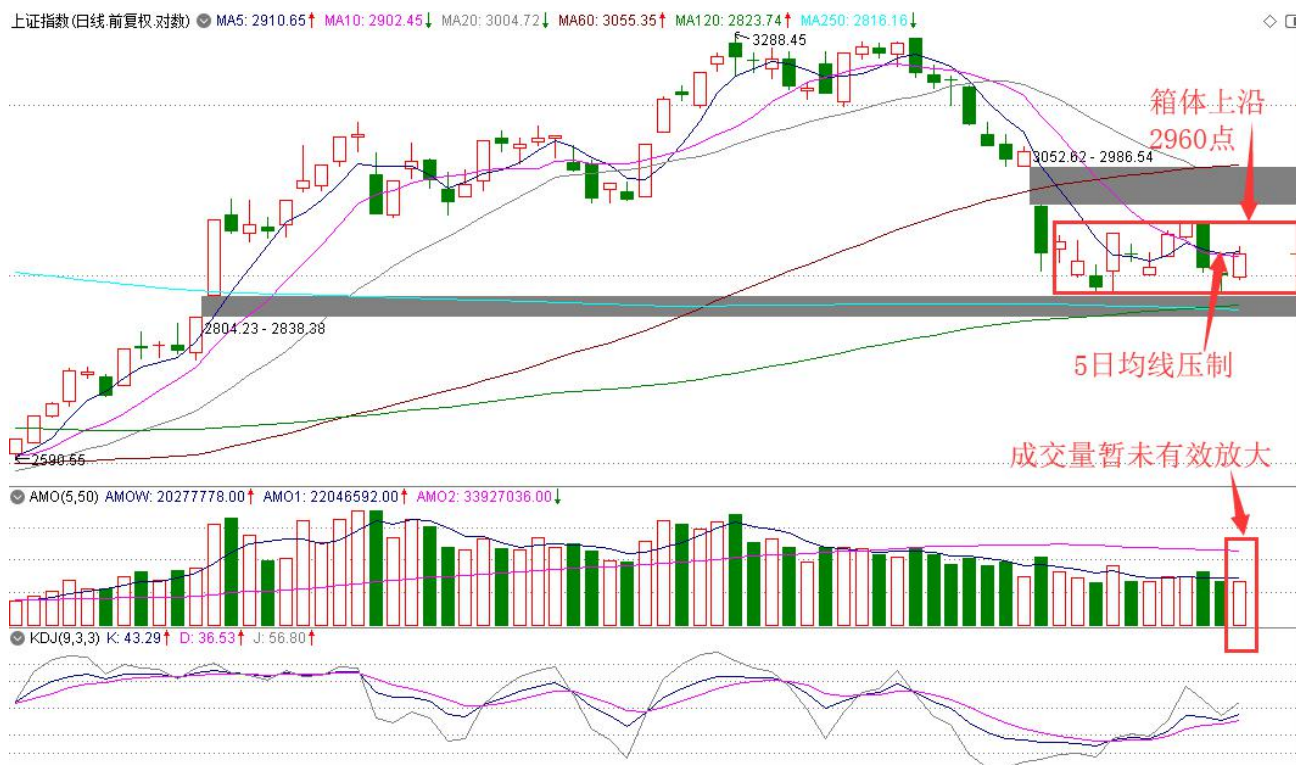 上证指数(日线.前复权.对数) MA5: 2910.65↑ MA10: 2902.45↓ MA20: 3004.72↓ MA60: 3055.35↑ MA120: 2823.74↑ MA250: 2816.16↓
3288.45
箱体上沿
2960点
3052.62 - 2986.54
2804.23 - 2838.38
5日均线压制
2590.55
成交量暂未有效放大
AMO(5,50) AMOW: 20277778.00↑ AMO1: 22046592.00↑ AMO2: 33927036.00↓
KDJ(9,3,3) K: 43.29↑ D: 36.53↑ J: 56.80↑